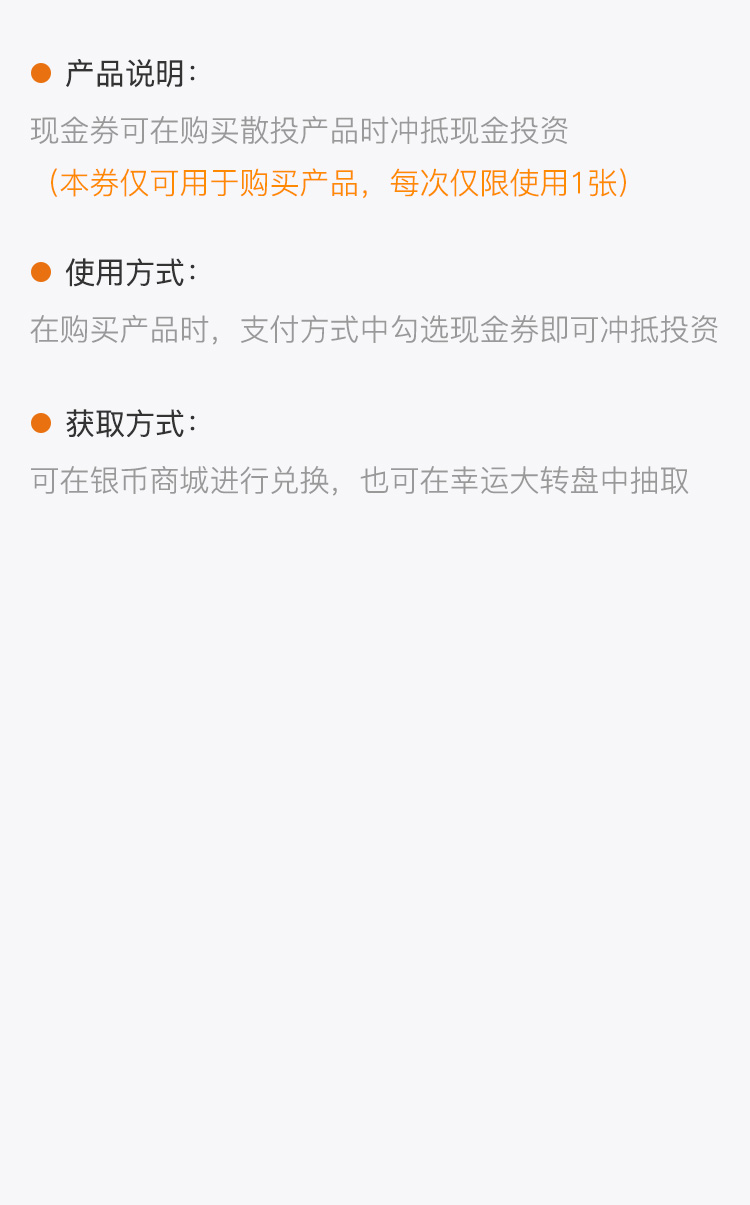 产品说明：
现金券可在购买散投产品时冲抵现金投资
（本券仅可用于购买产品，每次仅限使用1张）
使用方式：
在购买产品时，支付方式中勾选现金券即可冲抵投资
获取方式：
可在银币商城进行兑换，也可在幸运大转盘中抽取